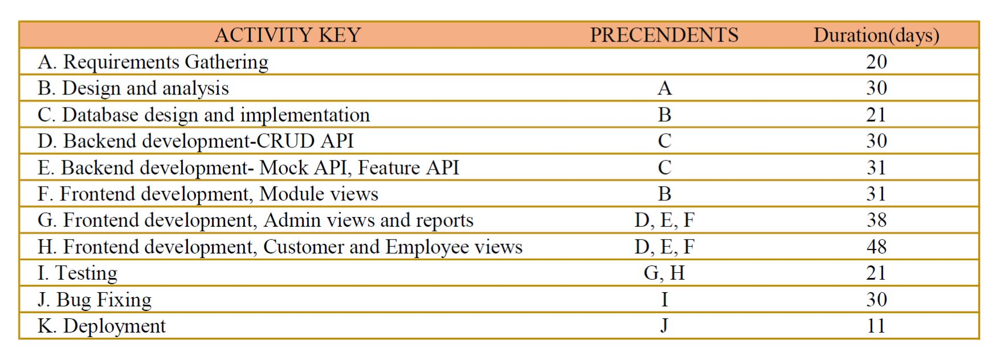 ACTIVITY KEY PRECENDENTS Duration(days)
A. Requirements Gathering 20
B. Design and analysis A 30
C. Database design and implementation B 21
D. Backend development-CRUD API C 30
E. Backend development- Mock API, Feature API C 31
F. Frontend development, Module views B 31
G. Frontend development, Admin views and reports D, E, F 38
H. Frontend development, Customer and Employee views D, E, F 48
I. Testing G, H 21
J. Bug Fixing I 30
K. Deployment J 11